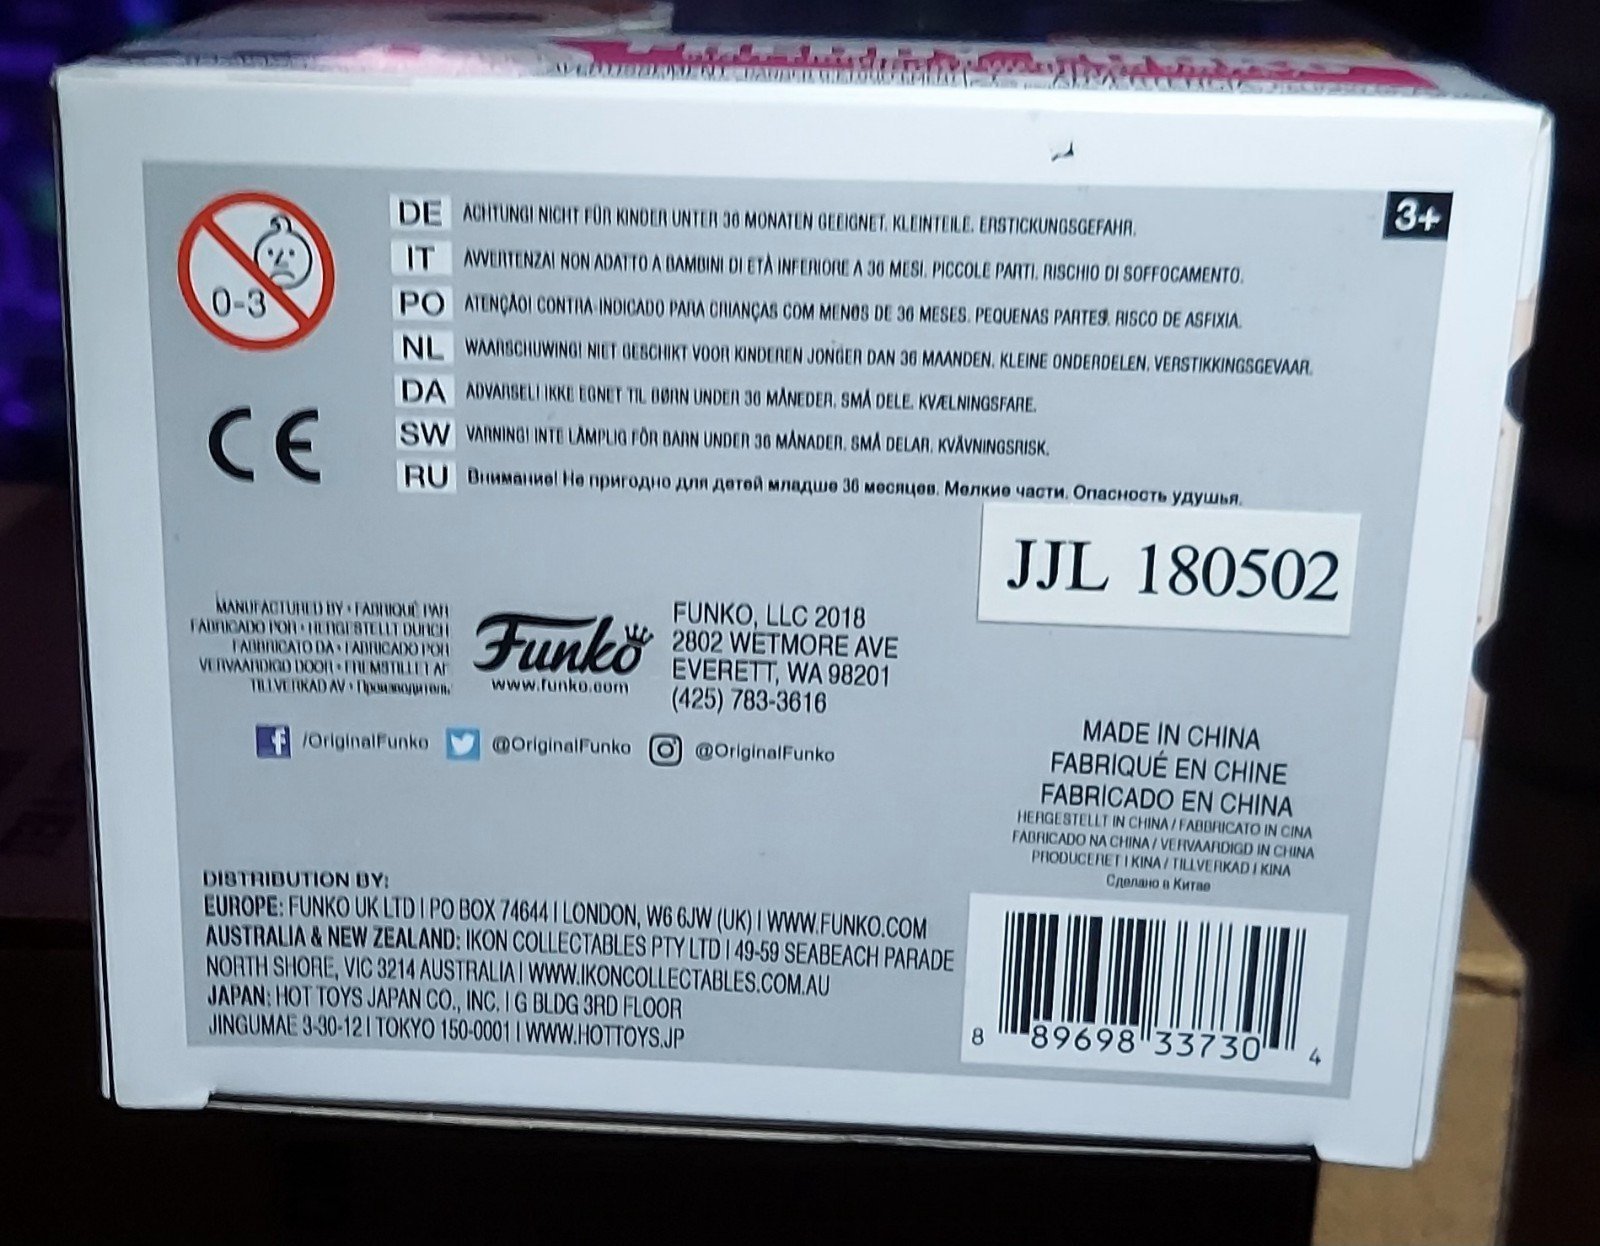 3+
0-3
DE ACHTUNG! NICHT FÜR KINDER UNTER 36 MONATEN GEEIGNET. KLEINTEILE. ERSTICKUNGSGEFAHR.
IT AVVERTENZA! NON ADATTO A BAMBINI DI ETÀ INFERIORE A 36 MESI. PICCOLE PARTI. RISCHIO DI SOFFOCAMENTO.
PO ATENÇÃO! CONTRA-INDICADO PARA CRIANÇAS COM MENOS DE 36 MESES. PEQUENAS PARTES. RISCO DE ASFIXIA.
NL WAARSCHUWING! NIET GESCHIKT VOOR KINDEREN JONGER DAN 36 MAANDEN. KLEINE ONDERDELEN. VERSTIKKINGSGEVAAR.
DA ADVARSEL! IKKE EGNET TIL BØRN UNDER 36 MÅNEDER. SMÅ DELE. KVÆLNINGSFARE.
SW VARNING! INTE LÄMPLIG FÖR BARN UNDER 36 MÅNADER. SMÅ DELAR. KVÄVNINGSRISK.
RU Внимание! Не пригодно для детей младше 36 месяцев. Мелкие части. Опасность удушья.
CE
JJL 180502
MANUFACTURED BY • FABRIQUÉ PAR
FABRICADO POR • HERGESTELLT DURCH
FABBRICATO DA • FABRICADO POR
VERVAARDIGD DOOR • FREMSTILLET AF
TILLVERKAD AV • Производитель
Funko
www.funko.com
FUNKO, LLC 2018
2802 WETMORE AVE
EVERETT, WA 98201
(425) 783-3616
f /OriginalFunko @OriginalFunko @OriginalFunko
MADE IN CHINA
FABRIQUÉ EN CHINE
FABRICADO EN CHINA
HERGESTELLT IN CHINA / FABBRICATO IN CINA
FABRICADO NA CHINA / VERVAARDIGD IN CHINA
PRODUCERET I KINA / TILLVERKAD I KINA
Сделано в Китае
DISTRIBUTION BY:
EUROPE: FUNKO UK LTD | PO BOX 74644 | LONDON, W6 6JW (UK) | WWW.FUNKO.COM
AUSTRALIA & NEW ZEALAND: IKON COLLECTABLES PTY LTD | 49-59 SEABEACH PARADE
NORTH SHORE, VIC 3214 AUSTRALIA | WWW.IKONCOLLECTABLES.COM.AU
JAPAN: HOT TOYS JAPAN CO., INC. | G BLDG 3RD FLOOR
JINGUMAE 3-30-12 | TOKYO 150-0001 | WWW.HOTTOYS.JP
8 89698 33730 4